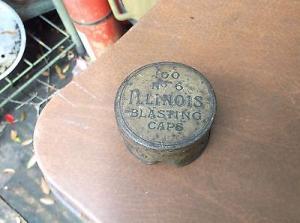 100
No 6
ILLINOIS
BLASTING
CAPS